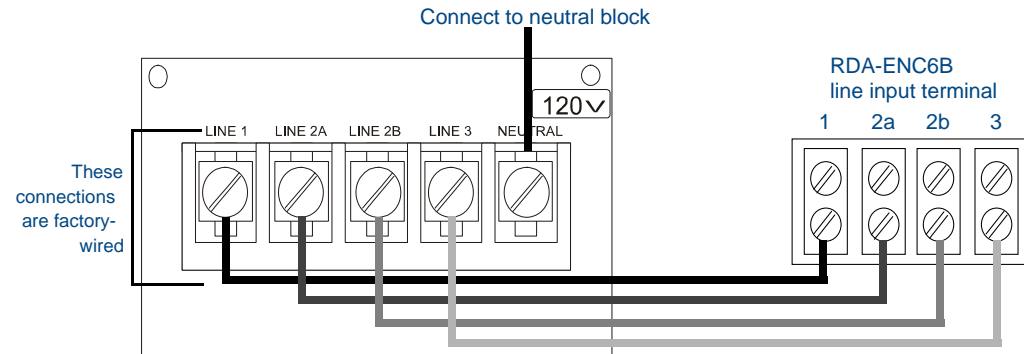 Connect to neutral block
RDA-ENC6B
line input terminal
120V
1 2a 2b 3
LINE 1 LINE 2A LINE 2B LINE 3 NEUTRAL
These
connections
are factory-
wired